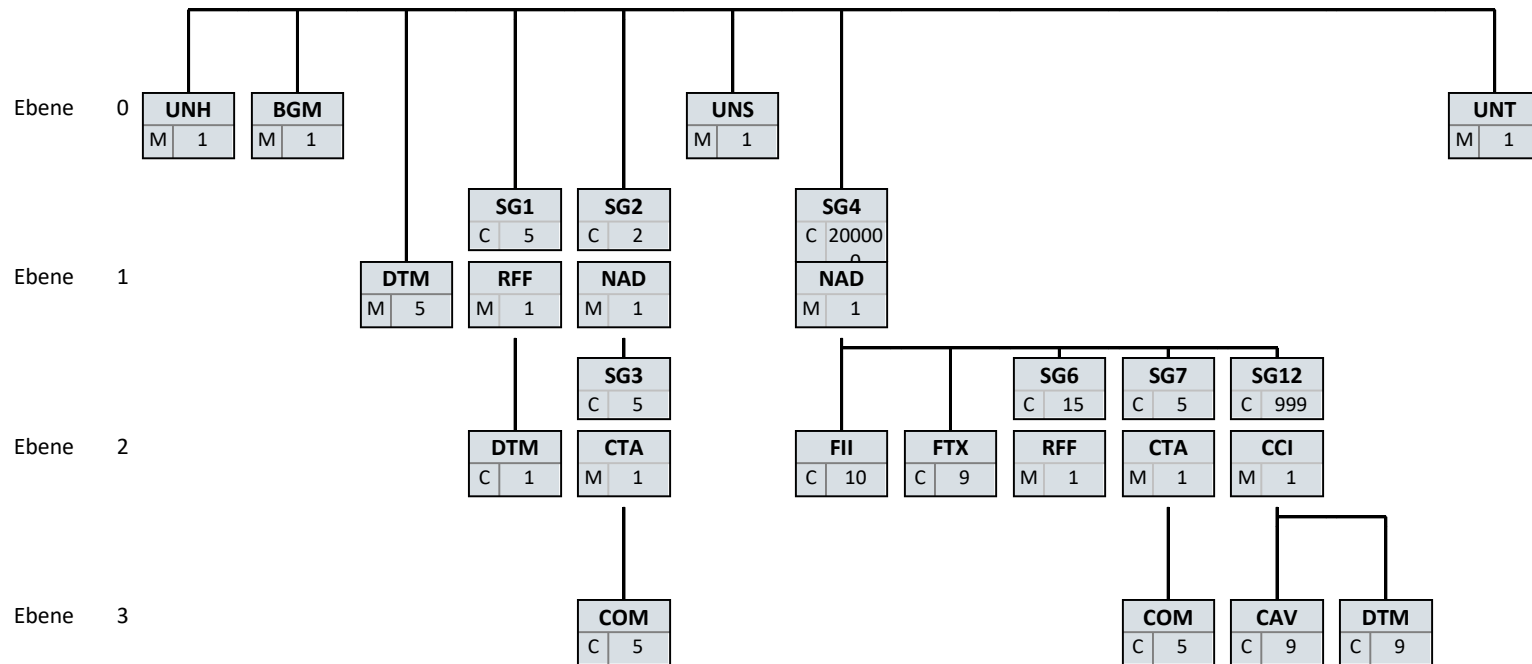 Ebene 0 UNH BGM UNS UNT
M 1 M 1 M 1 M 1
SG1 SG2 SG4
C 5 C 2 C 20000
0
Ebene 1 DTM RFF NAD NAD
M 5 M 1 M 1 M 1
SG3 SG6 SG7 SG12
C 5 C 15 C 5 C 999
Ebene 2 DTM CTA FII FTX RFF CTA CCI
C 1 M 1 C 10 C 9 M 1 M 1 M 1
Ebene 3 COM COM CAV DTM
C 5 C 5 C 9 C 9